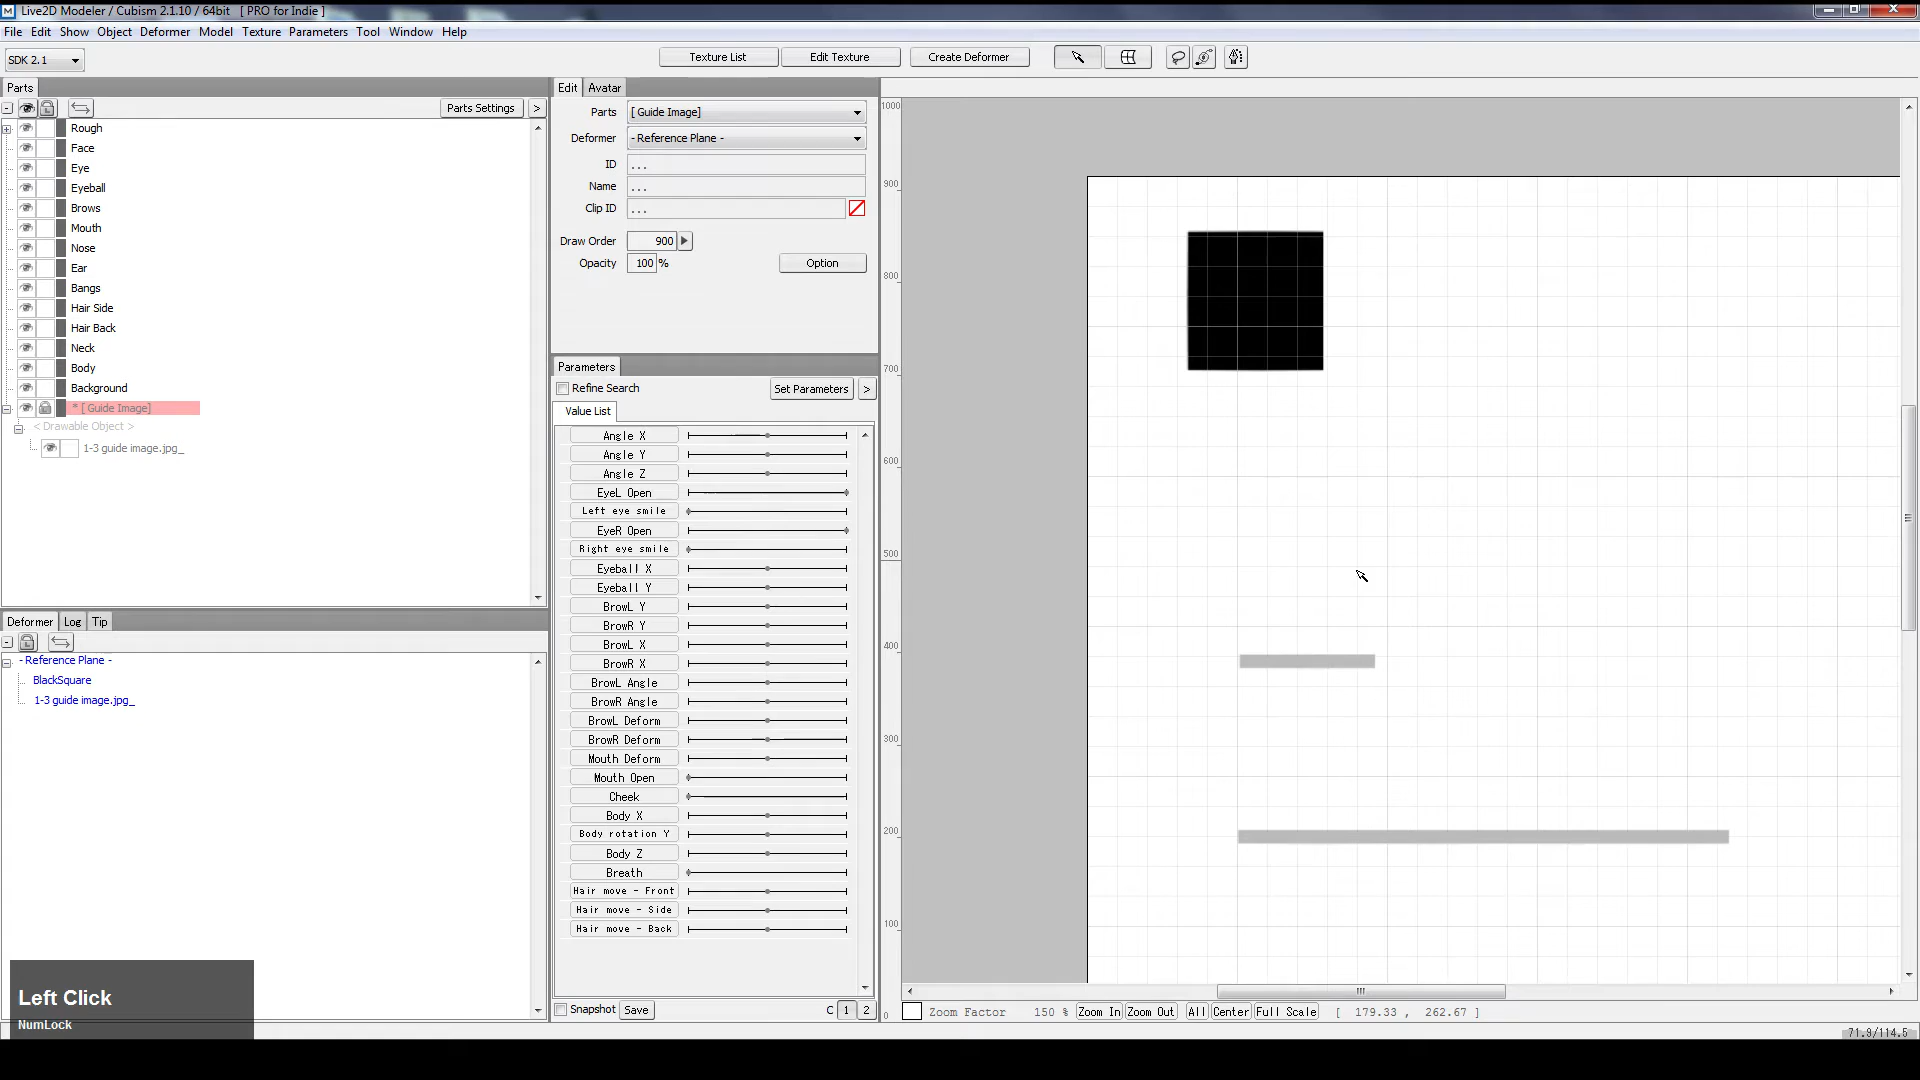 Live2D Modeler / Cubism 2.1.10 / 64bit [ PRO for Indie ]
File Edit Show Object Deformer Model Texture Parameters Tool Window Help
SDK 2.1
Texture List Edit Texture Create Deformer
Parts
Parts Settings >
Rough
Face
Eye
Eyeball
Brows
Mouth
Nose
Ear
Bangs
Hair Side
Hair Back
Neck
Body
Background
* [ Guide Image]
< Drawable Object >
1-3 guide image.jpg_
Deformer Log Tip
- Reference Plane -
BlackSquare
1-3 guide image.jpg_
Left Click
NumLock
Edit Avatar
Parts [ Guide Image]
Deformer - Reference Plane -
ID ...
Name ...
Clip ID ...
Draw Order 900
Opacity 100 %
Option
Parameters
Refine Search
Set Parameters >
Value List
Angle X
Angle Y
Angle Z
EyeL Open
Left eye smile
EyeR Open
Right eye smile
Eyeball X
Eyeball Y
BrowL Y
BrowR Y
BrowL X
BrowR X
BrowL Angle
BrowR Angle
BrowL Deform
BrowR Deform
Mouth Deform
Mouth Open
Cheek
Body X
Body rotation Y
Body Z
Breath
Hair move - Front
Hair move - Side
Hair move - Back
Snapshot Save C 1 2
1000
900
800
700
600
500
400
300
200
100
0
Zoom Factor 150 % Zoom In Zoom Out All Center Full Scale [ 179.33 , 262.67 ]
71.9/114.5